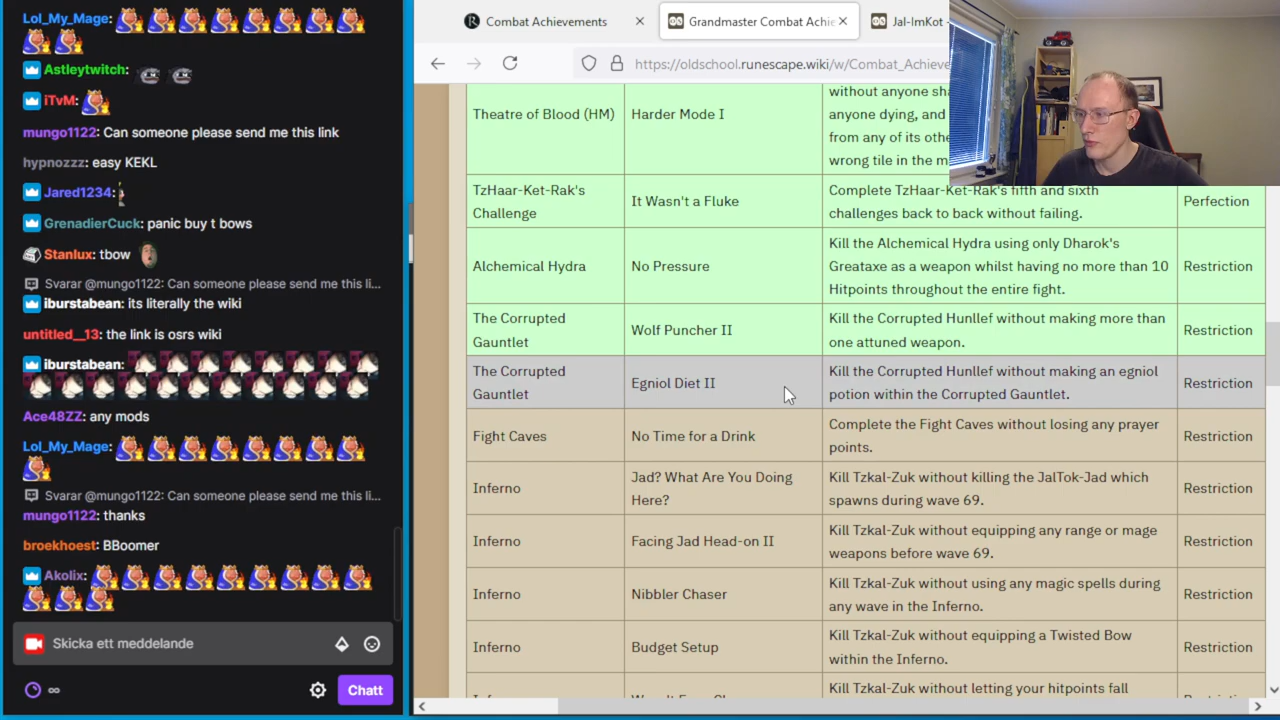 Lol_My_Mage:
Astleytwitch:
iTvM:
mungo1122: Can someone please send me this link
hypnozzz: easy KEKL
Jared1234:
GrenadierCuck: panic buy t bows
Stanlux: tbow
Svarar @mungo1122: Can someone please send me this li...
iburstabean: its literally the wiki
untitled__13: the link is osrs wiki
iburstabean:
Ace48ZZ: any mods
Lol_My_Mage:
Svarar @mungo1122: Can someone please send me this li...
mungo1122: thanks
broekhoest: BBoomer
Akolix:
Skicka ett meddelande
∞
Chatt
Combat Achievements
Grandmaster Combat Achie
Jal-ImKot
https://oldschool.runescape.wiki/w/Combat_Achieve
Theatre of Blood (HM)
Harder Mode I
without anyone sha
anyone dying, and
from any of its othe
wrong tile in the m
TzHaar-Ket-Rak's
Challenge
It Wasn't a Fluke
Complete TzHaar-Ket-Rak's fifth and sixth
challenges back to back without failing.
Perfection
Alchemical Hydra
No Pressure
Kill the Alchemical Hydra using only Dharok's
Greataxe as a weapon whilst having no more than 10
Hitpoints throughout the entire fight.
Restriction
The Corrupted
Gauntlet
Wolf Puncher II
Kill the Corrupted Hunllef without making more than
one attuned weapon.
Restriction
The Corrupted
Gauntlet
Egniol Diet II
Kill the Corrupted Hunllef without making an egniol
potion within the Corrupted Gauntlet.
Restriction
Fight Caves
No Time for a Drink
Complete the Fight Caves without losing any prayer
points.
Restriction
Inferno
Jad? What Are You Doing
Here?
Kill Tzkal-Zuk without killing the JalTok-Jad which
spawns during wave 69.
Restriction
Inferno
Facing Jad Head-on II
Kill Tzkal-Zuk without equipping any range or mage
weapons before wave 69.
Restriction
Inferno
Nibbler Chaser
Kill Tzkal-Zuk without using any magic spells during
any wave in the Inferno.
Restriction
Inferno
Budget Setup
Kill Tzkal-Zuk without equipping a Twisted Bow
within the Inferno.
Restriction
Kill Tzkal-Zuk without letting your hitpoints fall